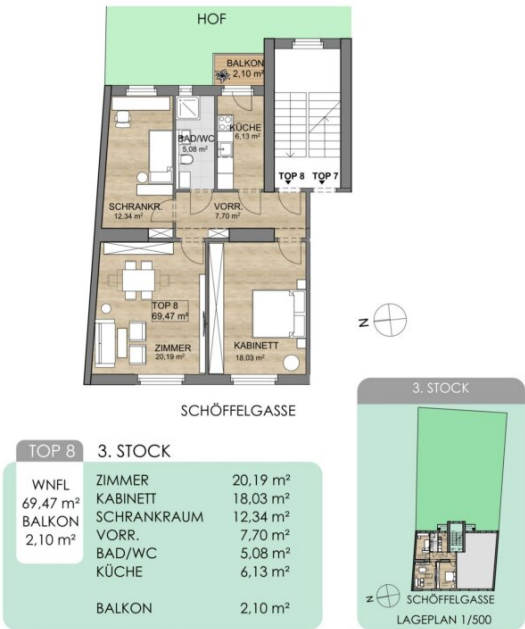 HOF
BALKON
2,10 m²
KÜCHE
6,13 m²
BAD/WC
5,08 m²
TOP 8 TOP 7
SCHRANKR.
12,34 m²
VORR.
7,70 m²
TOP 8
69,47 m²
ZIMMER
20,19 m²
KABINETT
18,03 m²
N
SCHÖFFELGASSE
3. STOCK
TOP 8 3. STOCK
WNFL
69,47 m²
BALKON
2,10 m²
ZIMMER 20,19 m²
KABINETT 18,03 m²
SCHRANKRAUM 12,34 m²
VORR. 7,70 m²
BAD/WC 5,08 m²
KÜCHE 6,13 m²
BALKON 2,10 m²
N
SCHÖFFELGASSE
LAGEPLAN 1/500